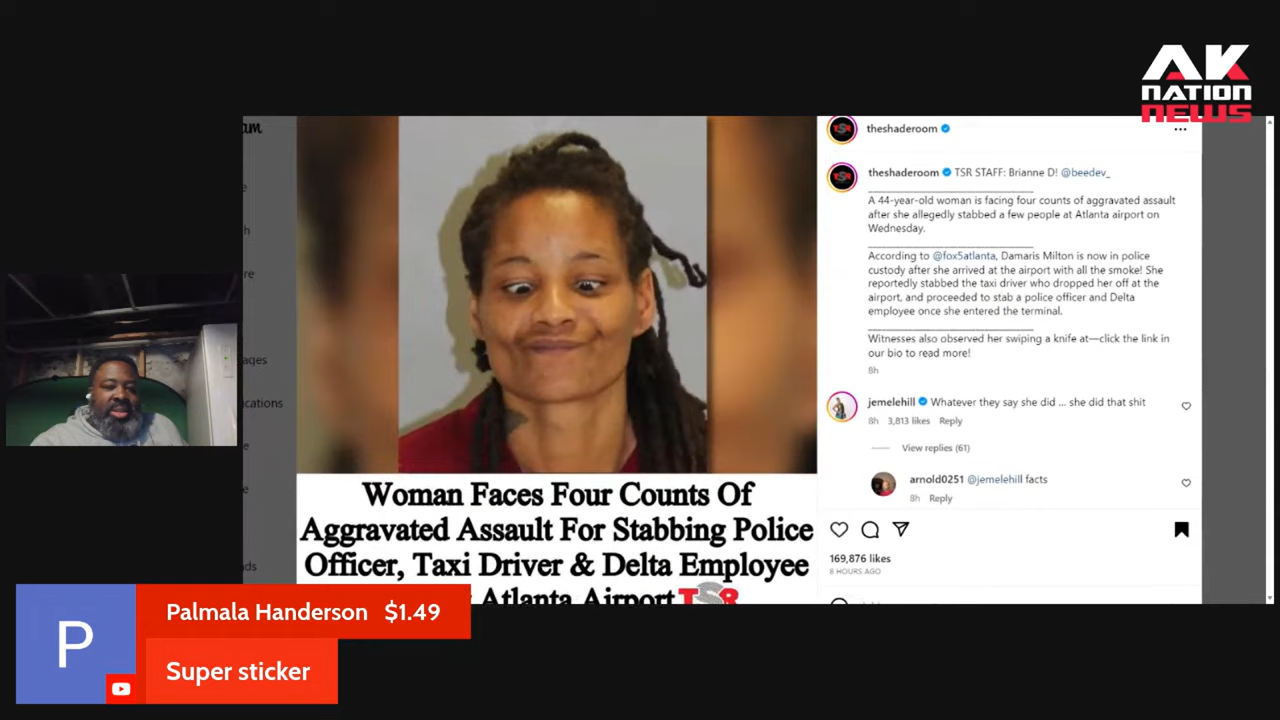 AK
NATION
NEWS
am
theshaderoom
theshaderoom TSR STAFF: Brianne D! @beedev_
A 44-year-old woman is facing four counts of aggravated assault
after she allegedly stabbed a few people at Atlanta airport on
Wednesday.
According to @fox5atlanta, Damaris Milton is now in police
custody after she arrived at the airport with all the smoke! She
reportedly stabbed the taxi driver who dropped her off at the
airport, and proceeded to stab a police officer and Delta
employee once she entered the terminal.
Witnesses also observed her swiping a knife at—click the link in
our bio to read more!
8h
jemelehill Whatever they say she did ... she did that shit
8h 3,813 likes Reply
View replies (61)
arnold0251 @jemelehill facts
8h Reply
169,876 likes
8 HOURS AGO
e
h
re
ages
ications
e
e
ds
Woman Faces Four Counts Of
Aggravated Assault For Stabbing Police
Officer, Taxi Driver & Delta Employee
Atlanta Airport TSR
P
Palmala Handerson $1.49
Super sticker